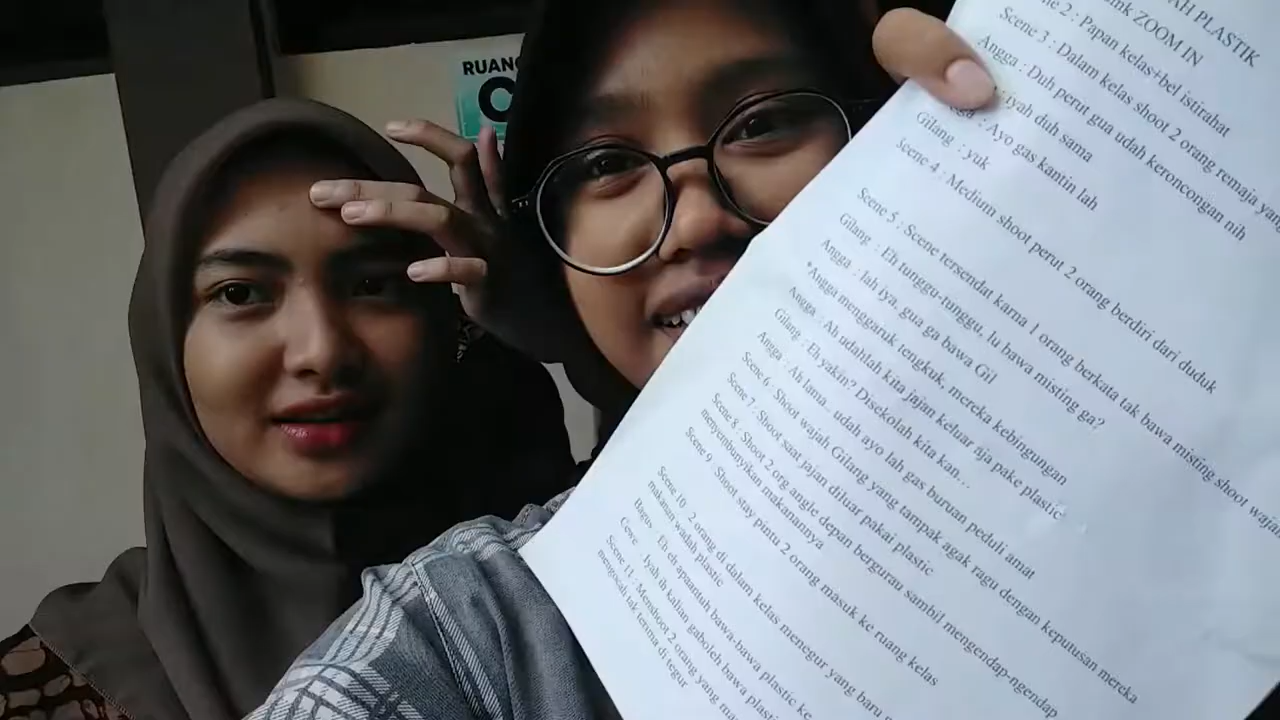 RUANG
C
AH PLASTIK
ne 2 : Papan kelas+bel istirahat
ZOOM IN
Scene 3 : Dalam kelas shoot 2 orang remaja yang
Angga : Duh perut gua udah keroncongan nih
: iyah duh sama
Angga : Ayo gas kantin lah
Gilang : yuk
Scene 4 : Medium shoot perut 2 orang berdiri dari duduk
Scene 5 : Scene tersendat karna 1 orang berkata tak bawa misting shoot wajah
Gilang : Eh tunggu-tunggu, lu bawa misting ga?
Angga : lah iya, gua ga bawa Gil
*Angga menggaruk tengkuk, mereka kebingungan
Angga : Ah udahlah kita jajan keluar aja pake plastic
Gilang : Eh yakin? Disekolah kita kan…
Angga : Ah lama, udah ayo lah gas buruan peduli amat
Scene 6 : Shoot wajah Gilang yang tampak agak ragu dengan keputusan mereka
Scene 7 : Shoot saat jajan diluar pakai plastic
Scene 8 : Shoot 2 org angle depan bergurau sambil mengendap-ngendap
menyembunyikan makanannya
Scene 9 : Shoot stay pintu 2 orang masuk ke ruang kelas
Scene 10 : 2 orang di dalam kelas menegur yang baru
makanan wadah plastic
Bagus : Eh eh apaantuh bawa-bawa plastic ke
Cewe : Iyah ih kalian gaboleh bawa plasti
Scene 11 : Menshoot 2 orang yang ma
mengocah tak terima di tegur